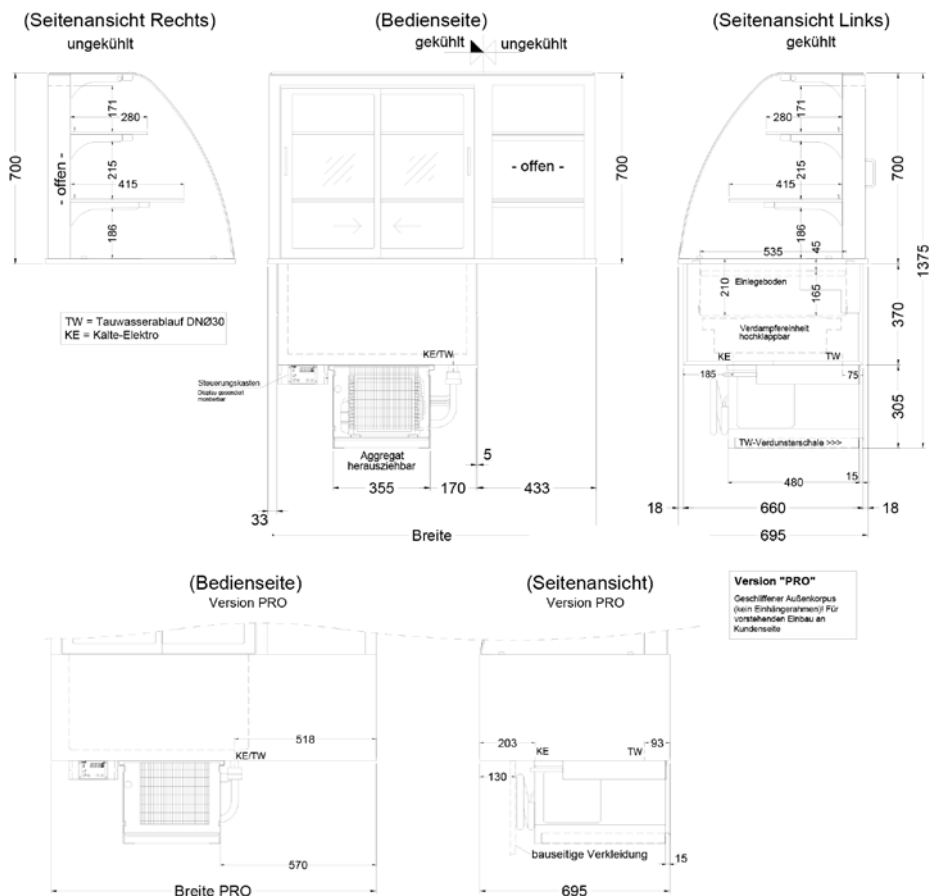 (Seitenansicht Rechts)
ungekühlt
(Bedienseite)
gekühlt
ungekühlt
(Seitenansicht Links)
gekühlt
171
280
700
- offen -
215
415
186
- offen -
700
171
280
215
700
415
186
535
45
1375
TW = Tauwasserablauf DNØ30
KE = Kälte-Elektro
210
Einlegeboden
165
370
Verdampfereinheit
hochklappbar
KE/TW
KE
TW
Steuerungskasten
Display gesondert
montierbar
185
75
305
TW-Verdunsterschale >>>
Aggregat
herausziehbar
5
355
170
433
480
15
33
18
660
18
Breite
695
(Bedienseite)
Version PRO
(Seitenansicht)
Version PRO
Version "PRO"
Geschliffener Außenkorpus
(kein Einhängerahmen)! Für
vorstehenden Einbau an
Kundenseite
518
KE/TW
203
KE
TW
93
130
bauseitige Verkleidung
570
15
Breite PRO
695